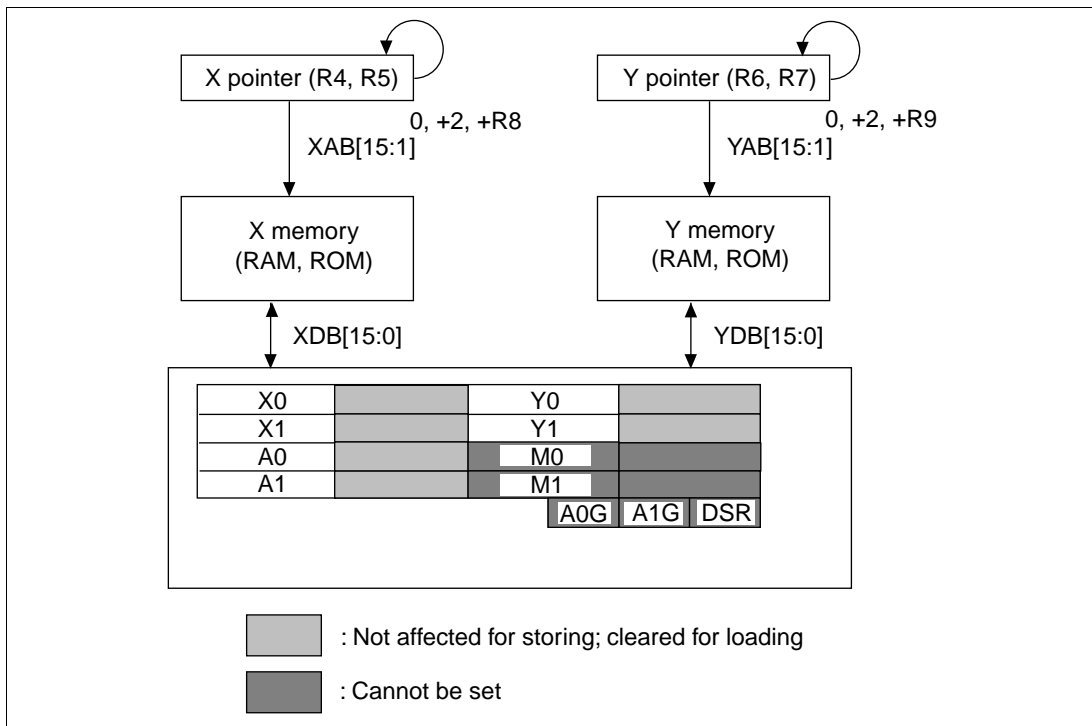 X pointer (R4, R5)
Y pointer (R6, R7)
0, +2, +R8
0, +2, +R9
XAB[15:1]
YAB[15:1]
X memory
(RAM, ROM)
Y memory
(RAM, ROM)
XDB[15:0]
YDB[15:0]
X0 Y0
X1 Y1
A0 M0
A1 M1
A0G A1G DSR
: Not affected for storing; cleared for loading
: Cannot be set